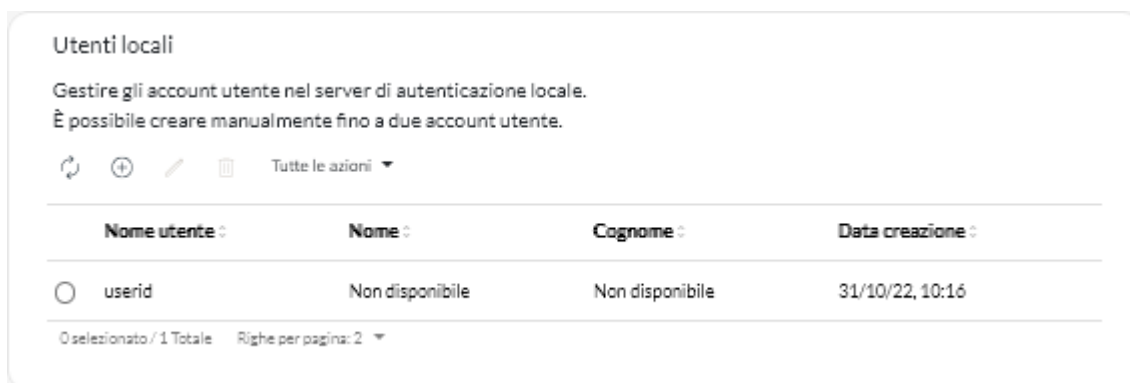 Utenti locali
Gestire gli account utente nel server di autenticazione locale.
È possibile creare manualmente fino a due account utente.
Tutte le azioni
Nome utente Nome Cognome Data creazione
userid Non disponibile Non disponibile 31/10/22, 10:16
0 selezionato / 1 Totale Righe per pagina: 2